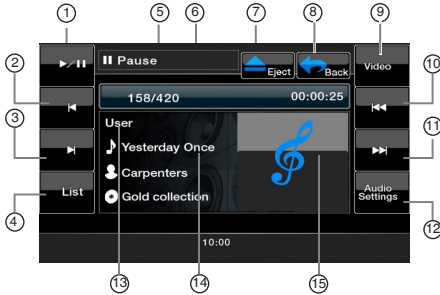 ① ⑤ ⑥ ⑦ ⑧ ⑨
Pause Eject Back Video
② ⑩
158/420 00:00:25
③ User ⑪
Yesterday Once
Carpenters
List Gold collection Audio Settings
④ ⑫
10:00
⑬ ⑭ ⑮